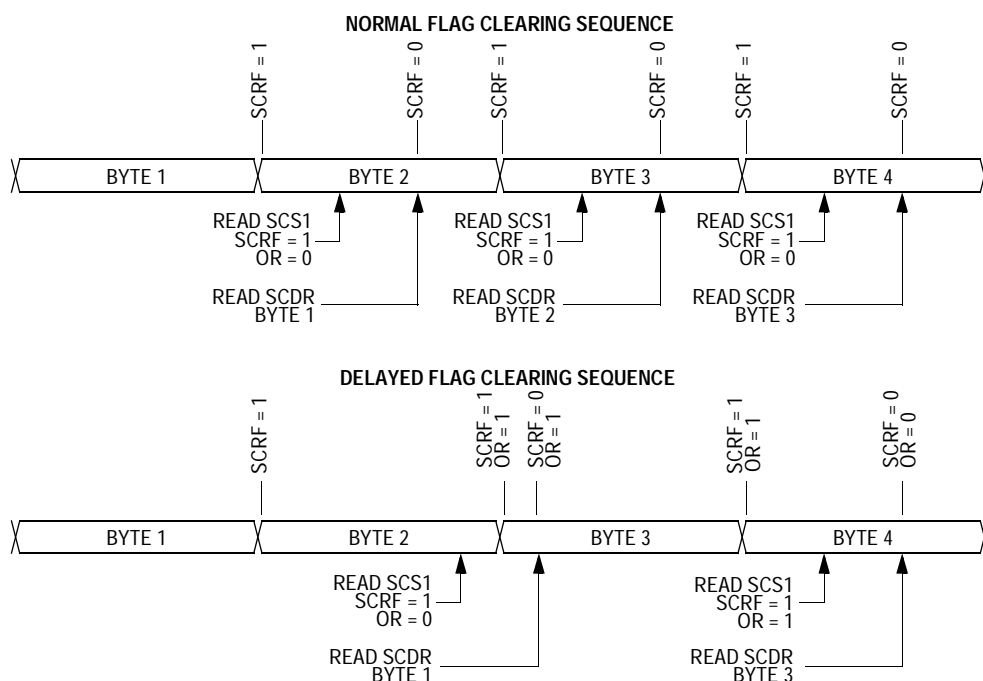 NORMAL FLAG CLEARING SEQUENCE
SCRF = 1
SCRF = 0
SCRF = 1
SCRF = 0
SCRF = 1
SCRF = 0
BYTE 1
BYTE 2
BYTE 3
BYTE 4
READ SCS1
SCRF = 1
OR = 0
READ SCS1
SCRF = 1
OR = 0
READ SCS1
SCRF = 1
OR = 0
READ SCDR
BYTE 1
READ SCDR
BYTE 2
READ SCDR
BYTE 3
DELAYED FLAG CLEARING SEQUENCE
SCRF = 1
SCRF = 1
OR = 1
SCRF = 0
OR = 1
SCRF = 1
OR = 1
SCRF = 0
OR = 0
BYTE 1
BYTE 2
BYTE 3
BYTE 4
READ SCS1
SCRF = 1
OR = 0
READ SCS1
SCRF = 1
OR = 1
READ SCDR
BYTE 1
READ SCDR
BYTE 3